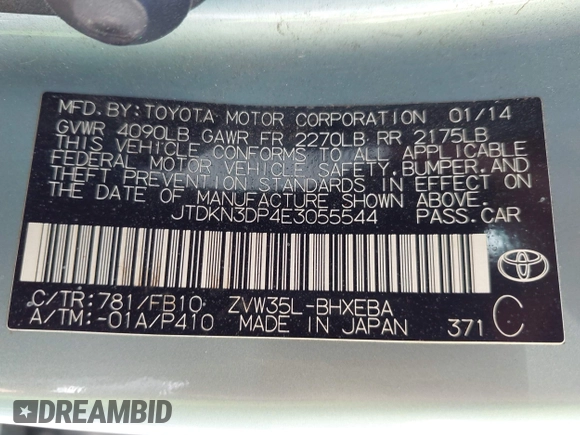 MFD. BY: TOYOTA MOTOR CORPORATION 01/14
GVWR 4090LB GAWR FR 2270LB RR 2175LB
THIS VEHICLE CONFORMS TO ALL APPLICABLE
FEDERAL MOTOR VEHICLE SAFETY, BUMPER, AND
THEFT PREVENTION STANDARDS IN EFFECT ON
THE DATE OF MANUFACTURE SHOWN ABOVE.
JTDKN3DP4E3055544 PASS. CAR
C/TR: 781/FB10 ZVW35L-BHXEBA
A/TM: -01A/P410 MADE IN JAPAN 371 C
DREAMBID